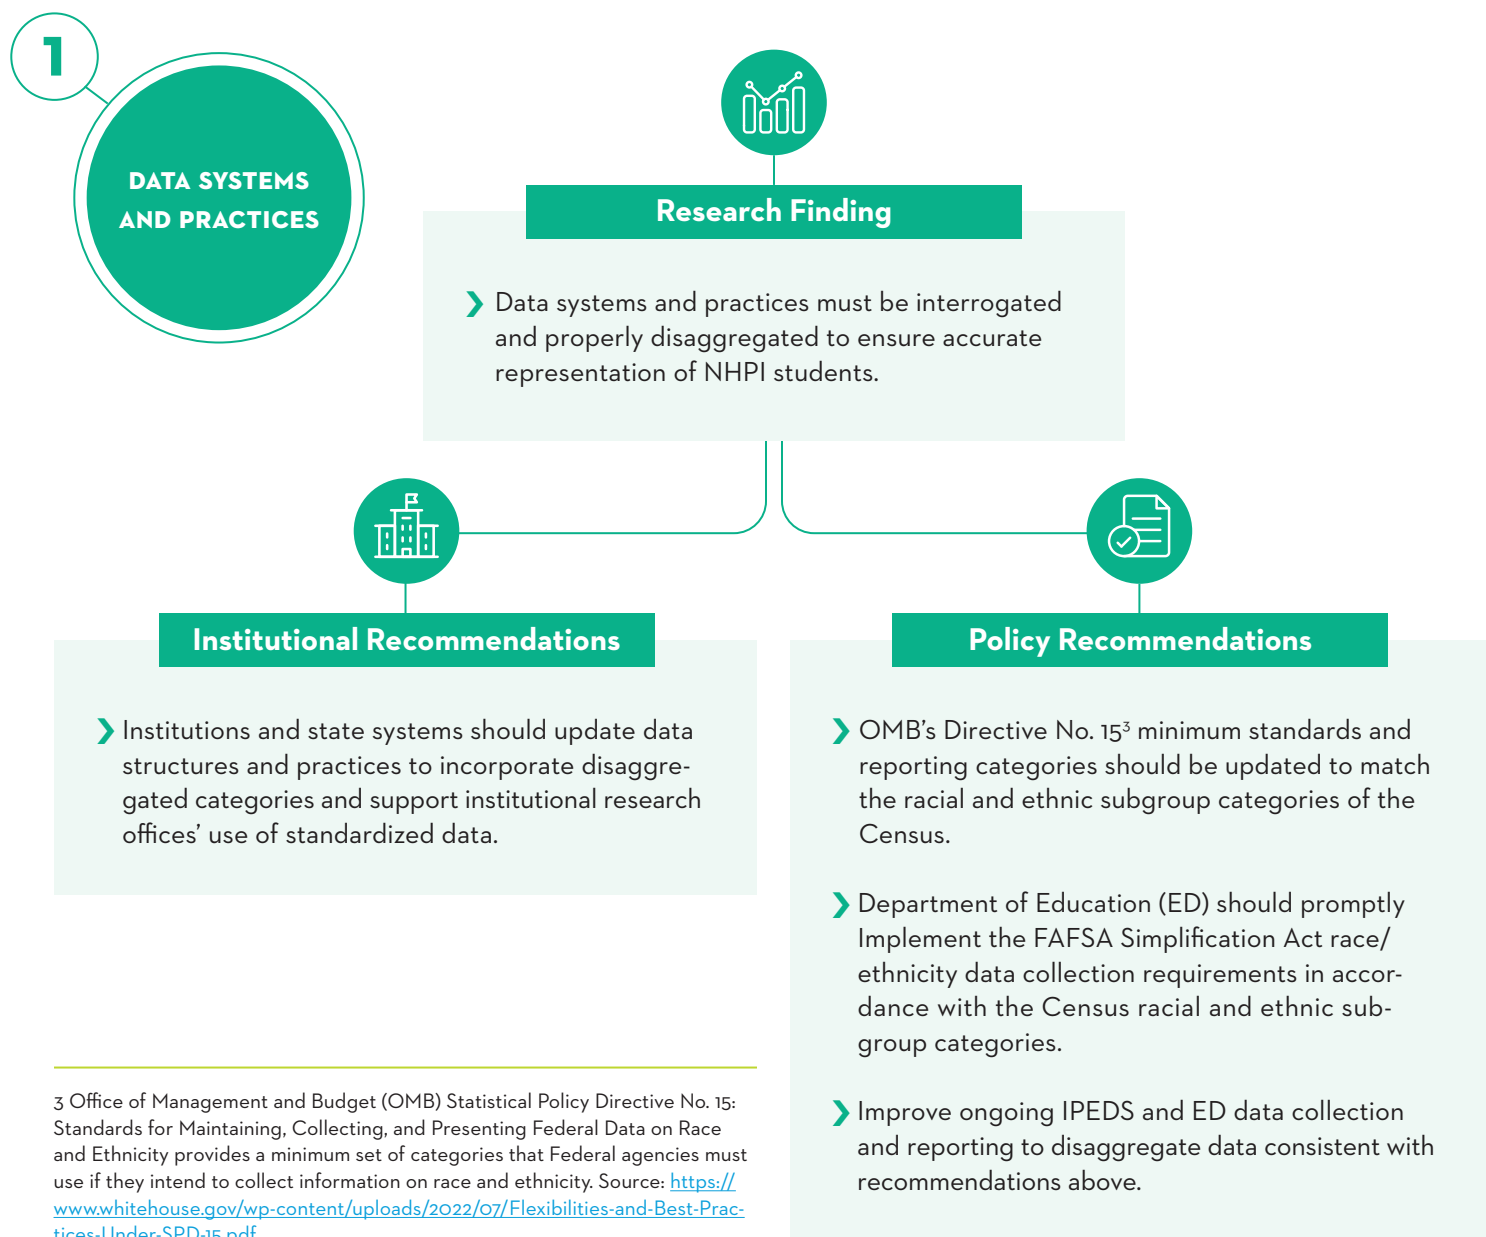 1
DATA SYSTEMS
AND PRACTICES
Research Finding
❯ Data systems and practices must be interrogated
and properly disaggregated to ensure accurate
representation of NHPI students.
Institutional Recommendations
❯ Institutions and state systems should update data
structures and practices to incorporate disaggre-
gated categories and support institutional research
offices’ use of standardized data.
Policy Recommendations
❯ OMB’s Directive No. 15³ minimum standards and
reporting categories should be updated to match
the racial and ethnic subgroup categories of the
Census.
❯ Department of Education (ED) should promptly
Implement the FAFSA Simplification Act race/
ethnicity data collection requirements in accor-
dance with the Census racial and ethnic sub-
group categories.
❯ Improve ongoing IPEDS and ED data collection
and reporting to disaggregate data consistent with
recommendations above.
3 Office of Management and Budget (OMB) Statistical Policy Directive No. 15:
Standards for Maintaining, Collecting, and Presenting Federal Data on Race
and Ethnicity provides a minimum set of categories that Federal agencies must
use if they intend to collect information on race and ethnicity. Source: https://
www.whitehouse.gov/wp-content/uploads/2022/07/Flexibilities-and-Best-Prac-
tices-Under-SPD-15.pdf